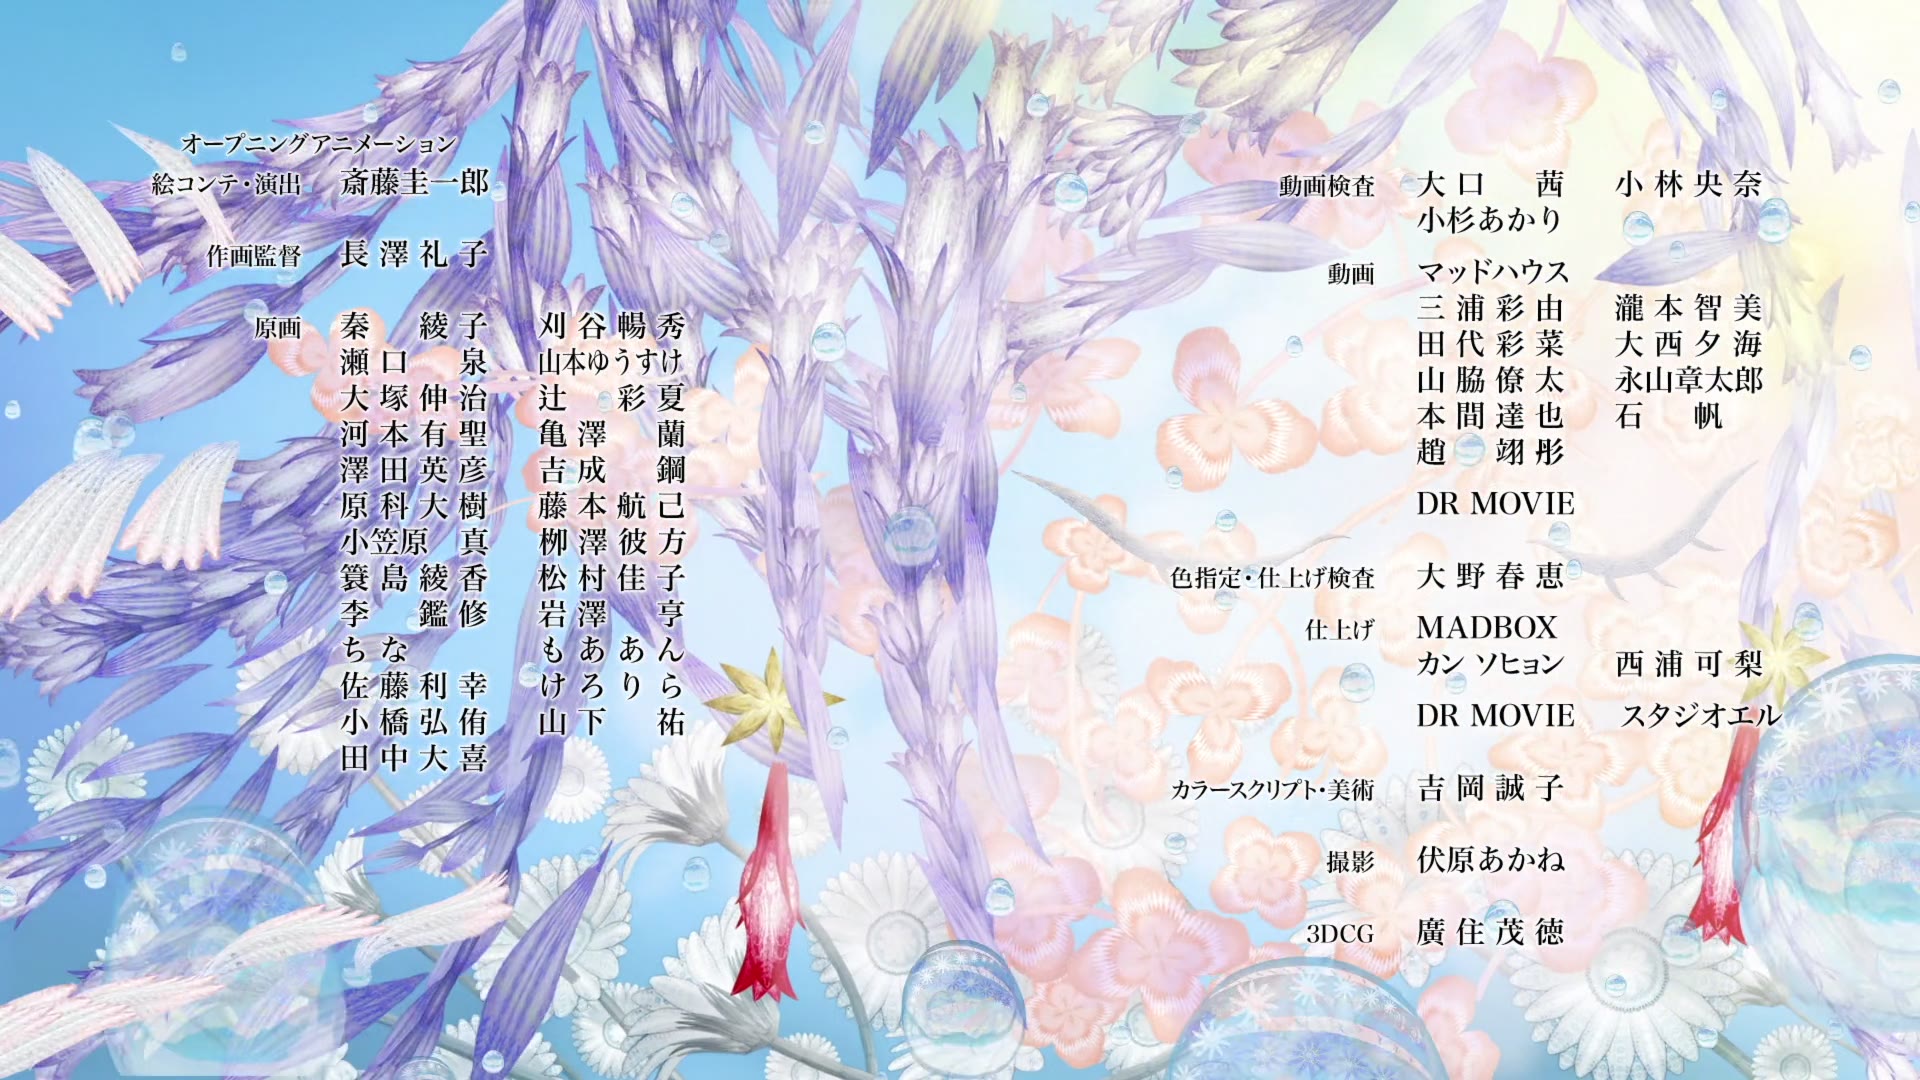 オープニングアニメーション
絵コンテ・演出 斎藤圭一郎
作画監督 長澤礼子
原画 秦綾子 刈谷暢秀
瀬口泉 山本ゆうすけ
大塚伸治 辻彩夏
河本有聖 亀澤蘭
澤田英彦 吉成鋼
原科大樹 藤本航己
小笠原真 栁澤彼方
簑島綾香 松村佳子
李鑑修 岩澤亨
ちな もああん
佐藤利幸 けろりら
小橋弘侑 山下祐
田中大喜
動画検査 大口茜 小林央奈
小杉あかり
動画 マッドハウス
三浦彩由 瀧本智美
田代彩菜 大西夕海
山脇僚太 永山章太郎
本間達也 石帆
趙翊彤
DR MOVIE
色指定・仕上げ検査 大野春恵
仕上げ MADBOX
カン ソヒョン 西浦可梨
DR MOVIE スタジオエル
カラースクリプト・美術 吉岡誠子
撮影 伏原あかね
3DCG 廣住茂徳